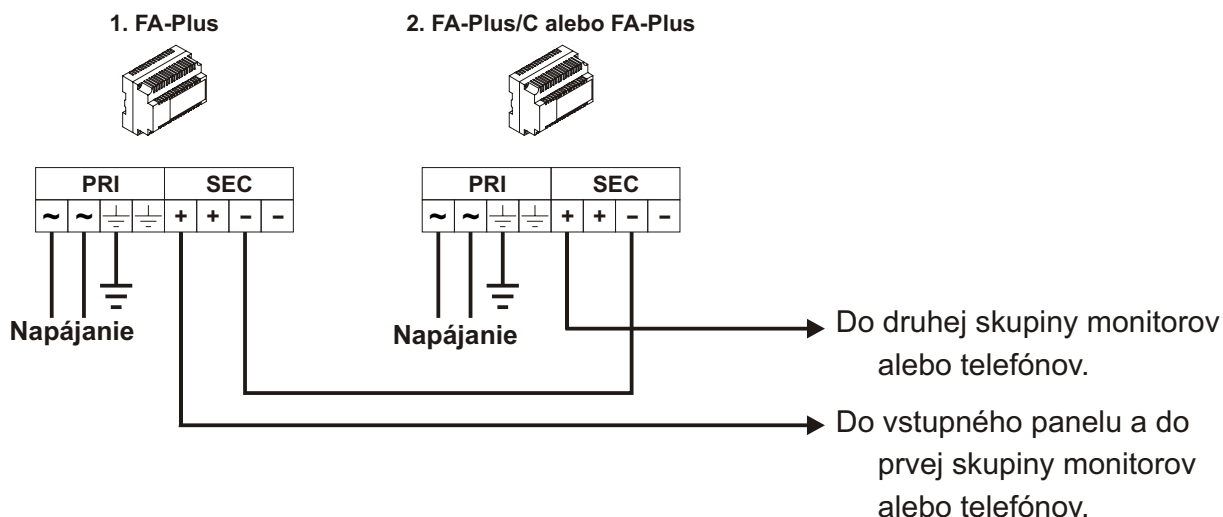 1. FA-Plus
2. FA-Plus/C alebo FA-Plus
PRI SEC
~ ~ + + – –
Napájanie
PRI SEC
~ ~ + + – –
Napájanie
Do druhej skupiny monitorov
alebo telefónov.
Do vstupného panelu a do
prvej skupiny monitorov
alebo telefónov.